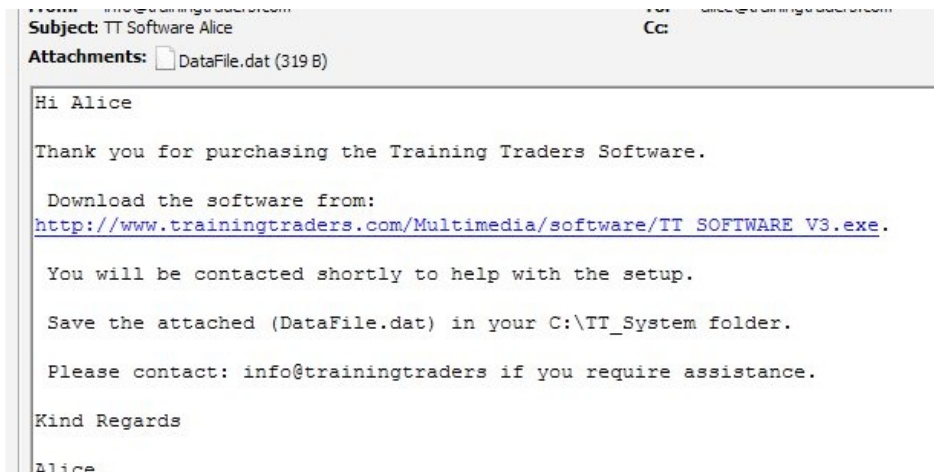 Subject: TT Software Alice Cc:
Attachments: DataFile.dat (319 B)
Hi Alice
Thank you for purchasing the Training Traders Software.
Download the software from:
http://www.trainingtraders.com/Multimedia/software/TT SOFTWARE V3.exe.
You will be contacted shortly to help with the setup.
Save the attached (DataFile.dat) in your C:\TT_System folder.
Please contact: info@trainingtraders if you require assistance.
Kind Regards
Alice